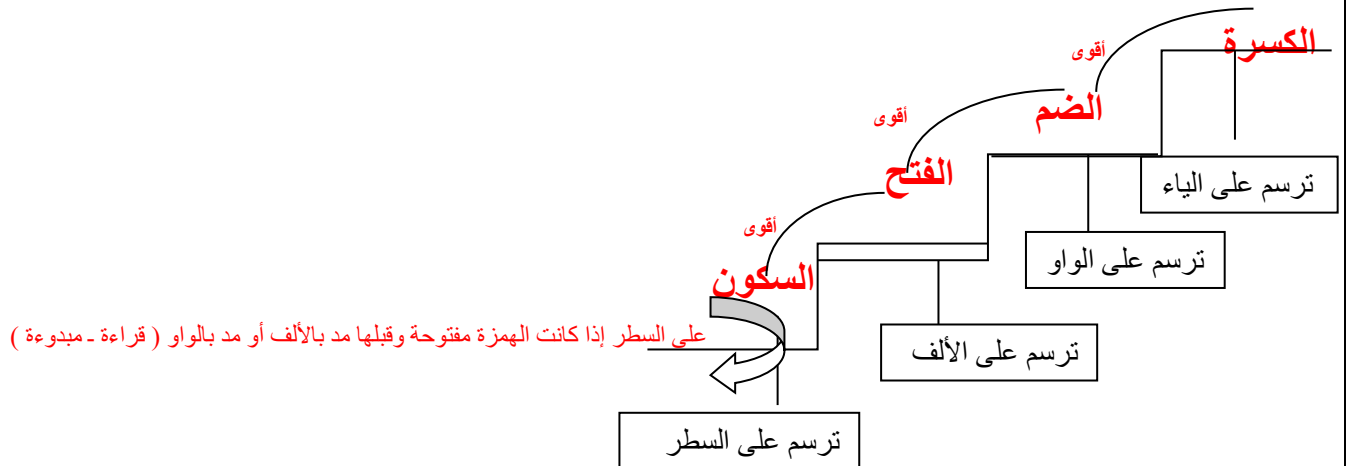 الكسرة
أقوى
الضم
أقوى
الفتح
أقوى
السكون
ترسم على الياء
ترسم على الواو
ترسم على الألف
على السطر إذا كانت الهمزة مفتوحة وقبلها مد بالألف أو مد بالواو ( قراءة ـ مبدوءة )
ترسم على السطر